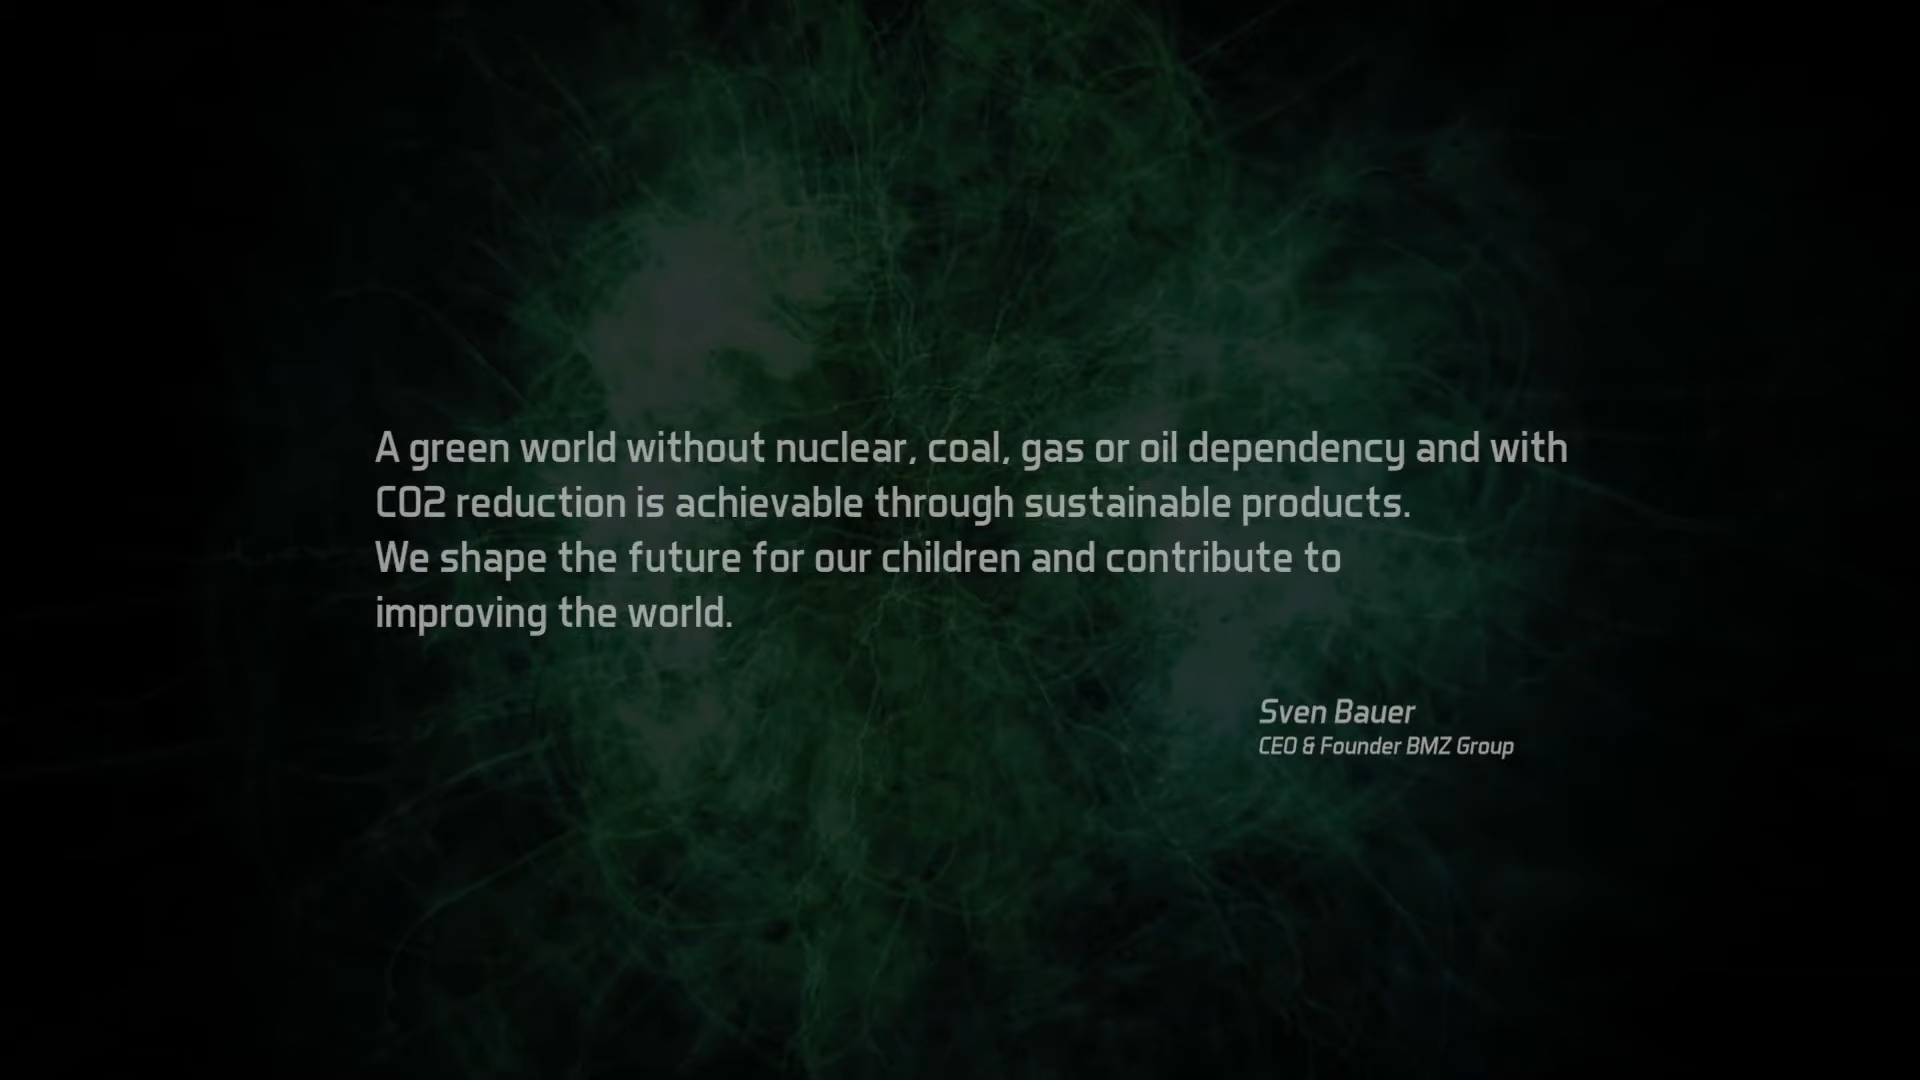 A green world without nuclear, coal, gas or oil dependency and with
CO2 reduction is achievable through sustainable products.
We shape the future for our children and contribute to
improving the world.
Sven Bauer
CEO & Founder BMZ Group